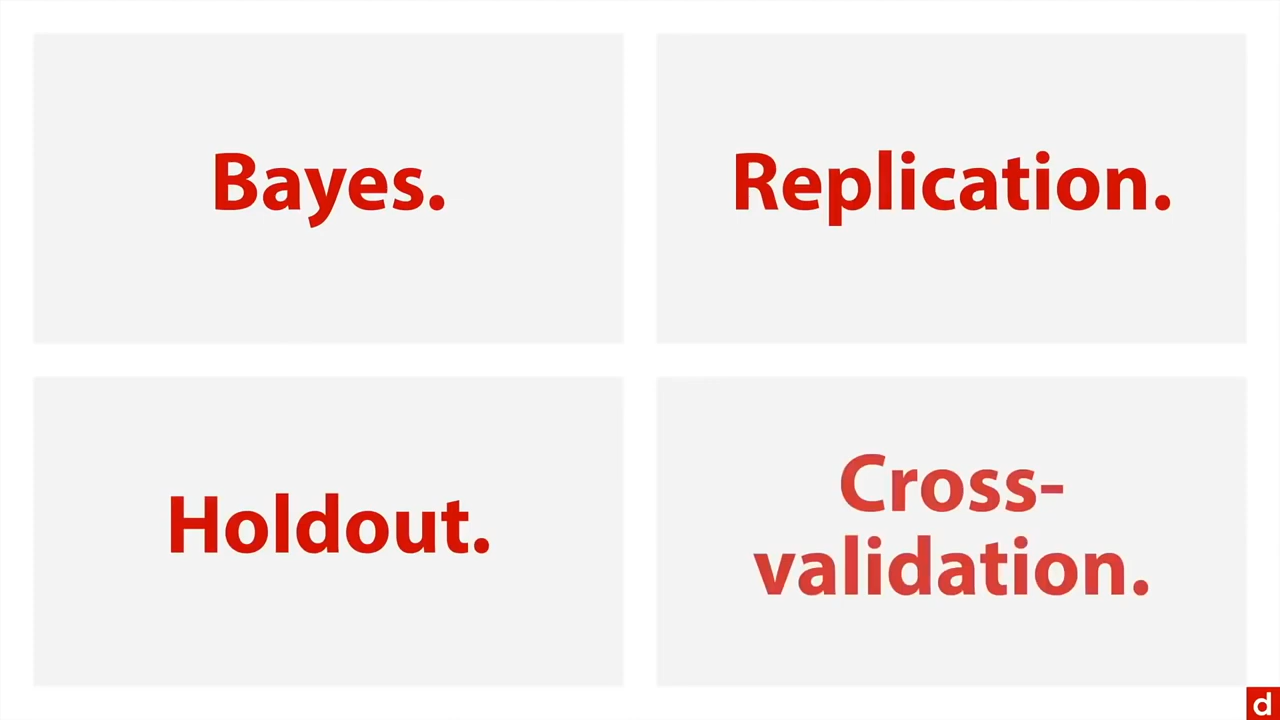 Bayes.
Replication.
Holdout.
Cross-
validation.
d